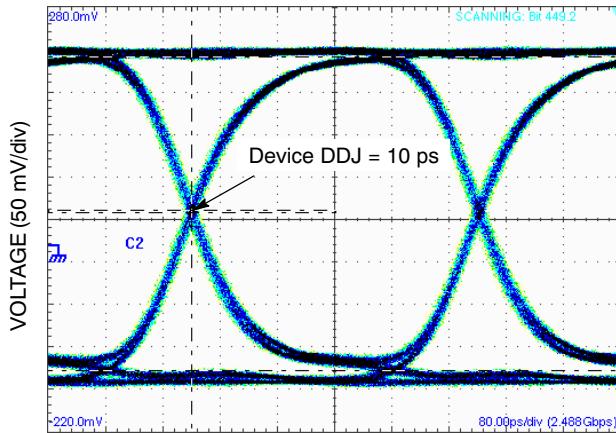 280.0mV
SCANNING: Bit 449.2
Device DDJ = 10 ps
VOLTAGE (50 mV/div)
C2
-220.0mV
80.00ps/div (2.488Gbps)